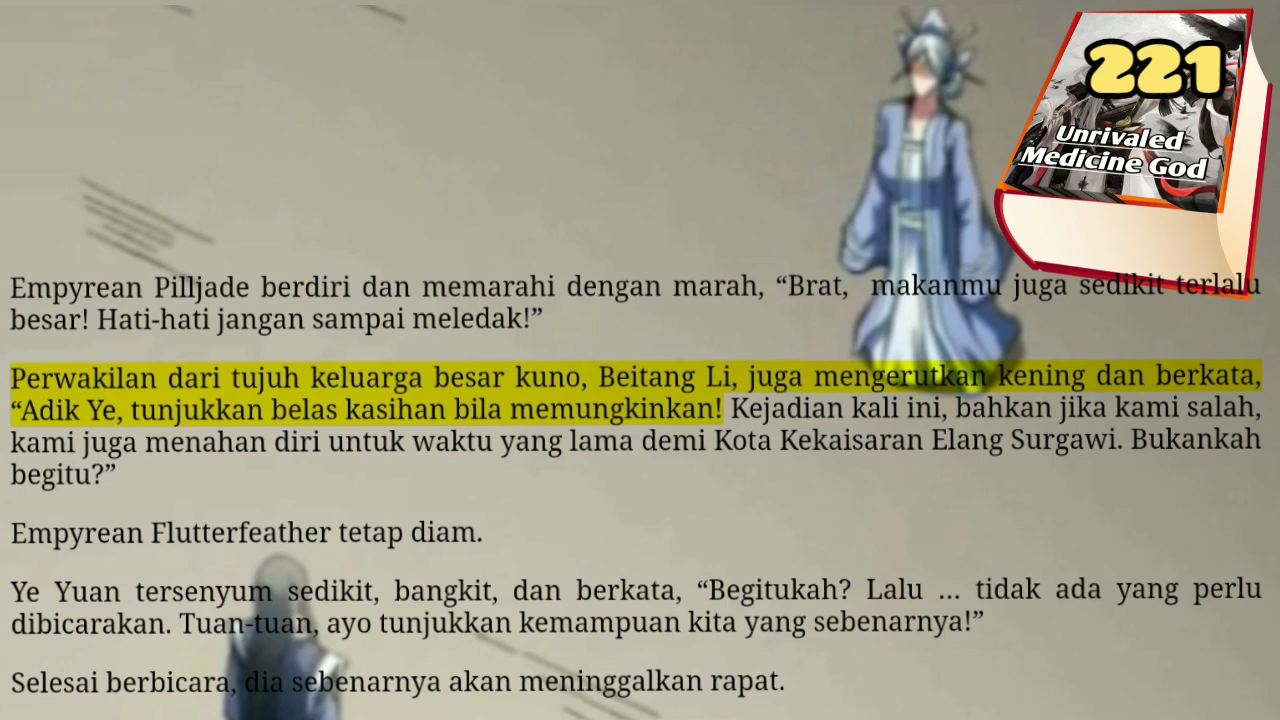 221
Unrivaled
Medicine God
Empyrean Pilljade berdiri dan memarahi dengan marah, “Brat, makanmu juga sedikit terlalu
besar! Hati-hati jangan sampai meledak!”
Perwakilan dari tujuh keluarga besar kuno, Beitang Li, juga mengerutkan kening dan berkata,
“Adik Ye, tunjukkan belas kasihan bila memungkinkan! Kejadian kali ini, bahkan jika kami salah,
kami juga menahan diri untuk waktu yang lama demi Kota Kekaisaran Elang Surgawi. Bukankah
begitu?”
Empyrean Flutterfeather tetap diam.
Ye Yuan tersenyum sedikit, bangkit, dan berkata, “Begitukah? Lalu … tidak ada yang perlu
dibicarakan. Tuan-tuan, ayo tunjukkan kemampuan kita yang sebenarnya!”
Selesai berbicara, dia sebenarnya akan meninggalkan rapat.